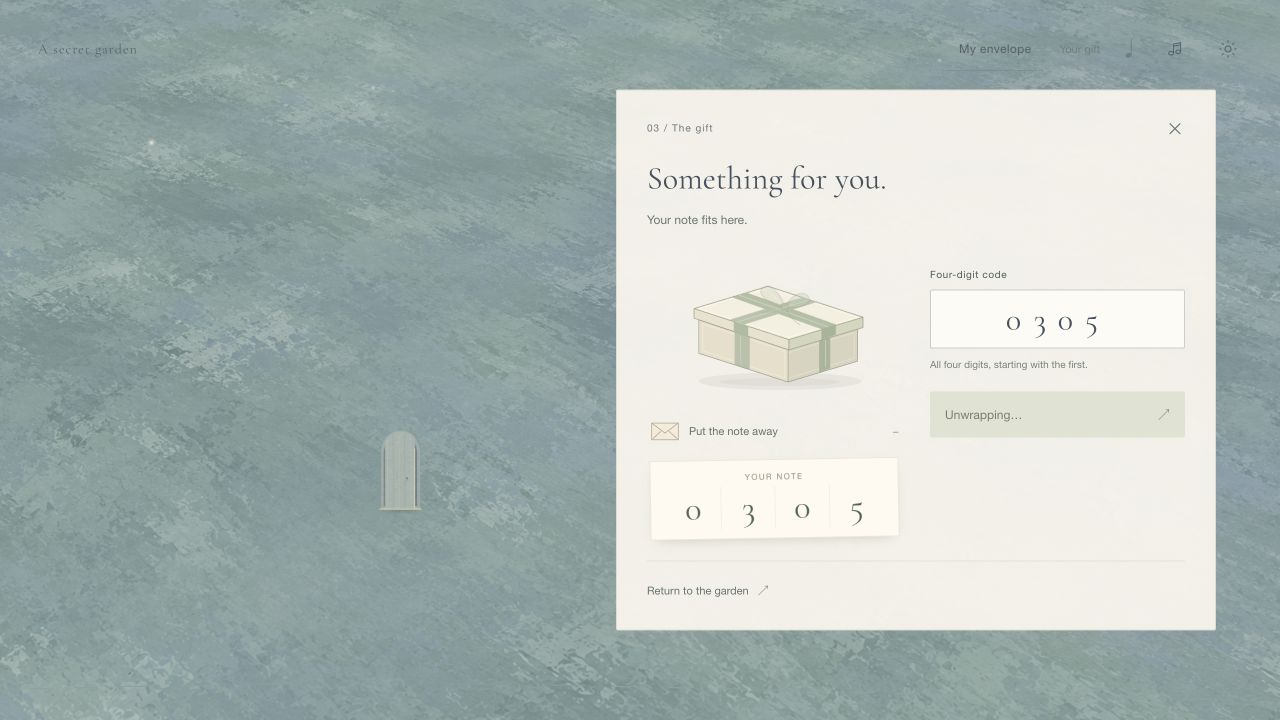 A secret garden
My envelope
Your gift
03 / The gift
Something for you.
Your note fits here.
Four-digit code
0 3 0 5
All four digits, starting with the first.
Unwrapping…
Put the note away
YOUR NOTE
0 3 0 5
Return to the garden